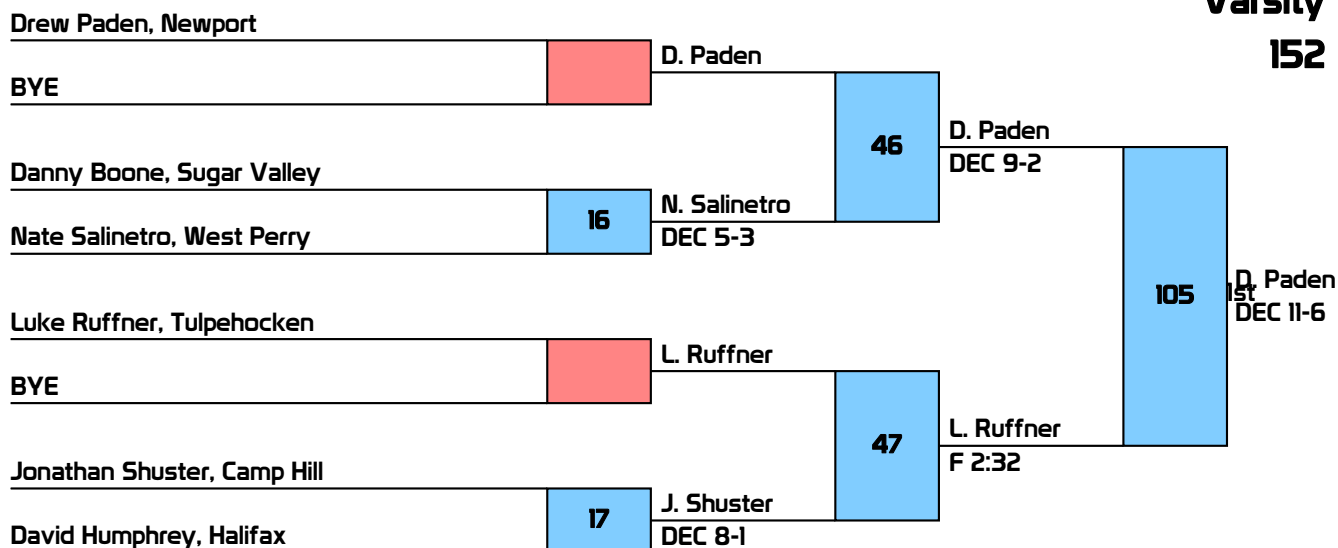 Varsity
152
Drew Paden, Newport
BYE
D. Paden
46
D. Paden
DEC 9-2
Danny Boone, Sugar Valley
16
Nate Salinetro, West Perry
N. Salinetro
DEC 5-3
105
1st
D. Paden
DEC 11-6
Luke Ruffner, Tulpehocken
BYE
L. Ruffner
47
L. Ruffner
F 2:32
Jonathan Shuster, Camp Hill
17
David Humphrey, Halifax
J. Shuster
DEC 8-1